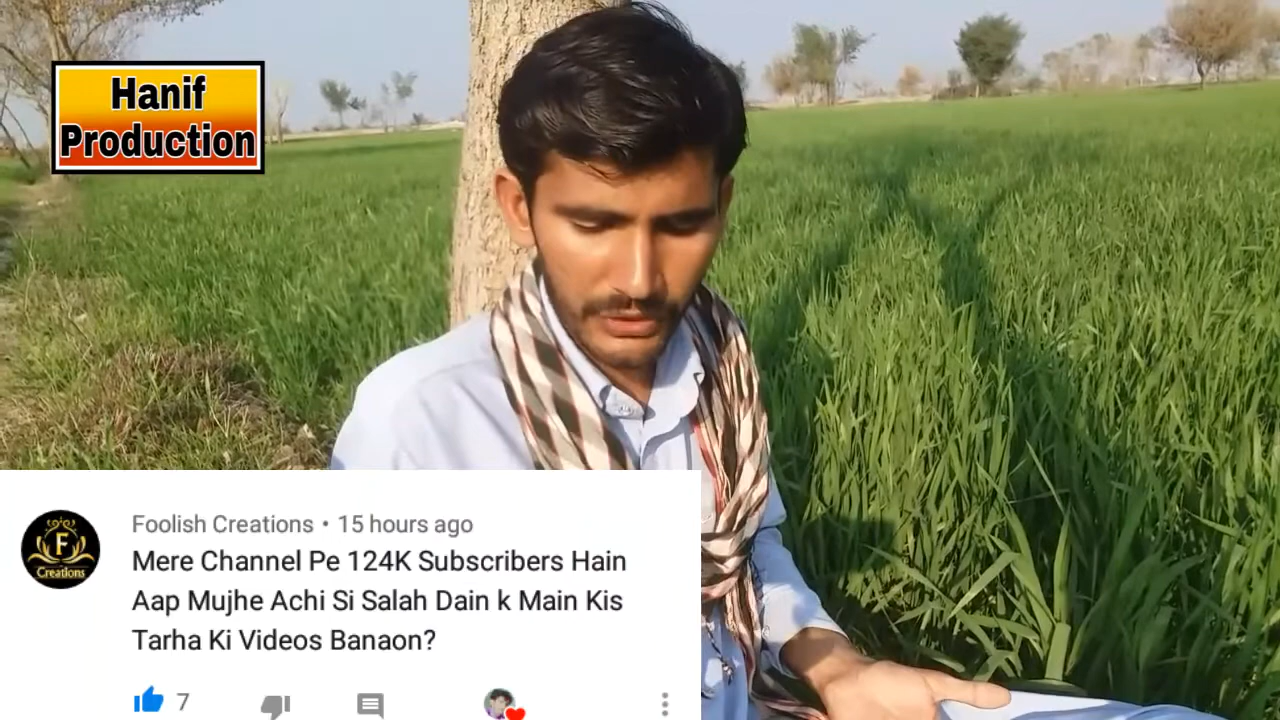 Hanif
Production
Foolish Creations • 15 hours ago
Mere Channel Pe 124K Subscribers Hain
Aap Mujhe Achi Si Salah Dain k Main Kis
Tarha Ki Videos Banaon?
F
Creations
7